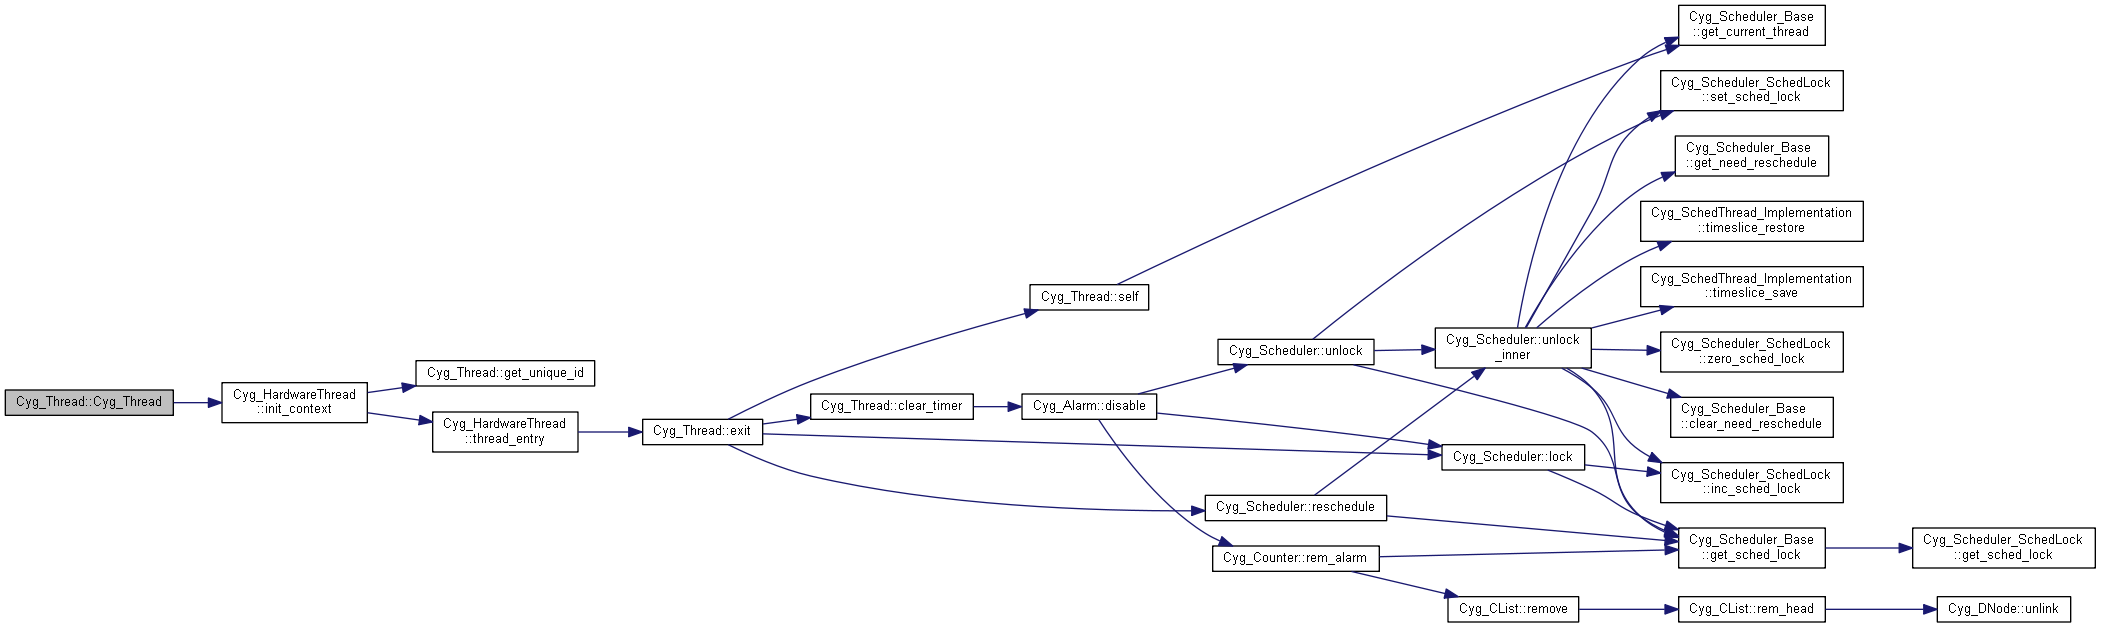 Cyg_Thread::Cyg_Thread
Cyg_HardwareThread
::init_context
Cyg_Thread::get_unique_id
Cyg_HardwareThread
::thread_entry
Cyg_Thread::exit
Cyg_Thread::self
Cyg_Thread::clear_timer
Cyg_Alarm::disable
Cyg_Scheduler::unlock
Cyg_Scheduler::lock
Cyg_Scheduler::reschedule
Cyg_Counter::rem_alarm
Cyg_Scheduler::unlock
_inner
Cyg_CList::remove
Cyg_Scheduler_Base
::get_current_thread
Cyg_Scheduler_SchedLock
::set_sched_lock
Cyg_Scheduler_Base
::get_need_reschedule
Cyg_SchedThread_Implementation
::timeslice_restore
Cyg_SchedThread_Implementation
::timeslice_save
Cyg_Scheduler_SchedLock
::zero_sched_lock
Cyg_Scheduler_Base
::clear_need_reschedule
Cyg_Scheduler_SchedLock
::inc_sched_lock
Cyg_Scheduler_Base
::get_sched_lock
Cyg_CList::rem_head
Cyg_Scheduler_SchedLock
::get_sched_lock
Cyg_DNode::unlink